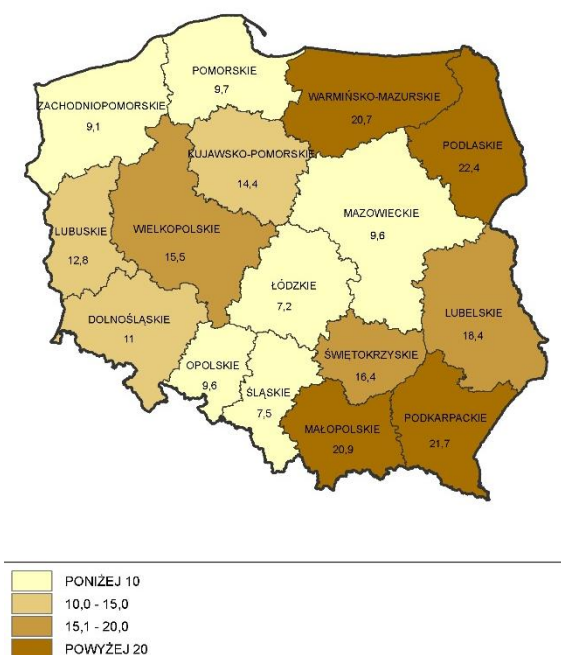 POMORSKIE
9,7
WARMIŃSKO-MAZURSKIE
20,7
ZACHODNIOPOMORSKIE
9,1
PODLASKIE
22,4
KUJAWSKO-POMORSKIE
14,4
MAZOWIECKIE
9,6
LUBUSKIE
12,8
WIELKOPOLSKIE
15,5
ŁÓDZKIE
7,2
LUBELSKIE
18,4
DOLNOŚLĄSKIE
11
ŚWIĘTOKRZYSKIE
16,4
OPOLSKIE
9,6
ŚLĄSKIE
7,5
MAŁOPOLSKIE
20,9
PODKARPACKIE
21,7
PONIŻEJ 10
10,0 - 15,0
15,1 - 20,0
POWYŻEJ 20